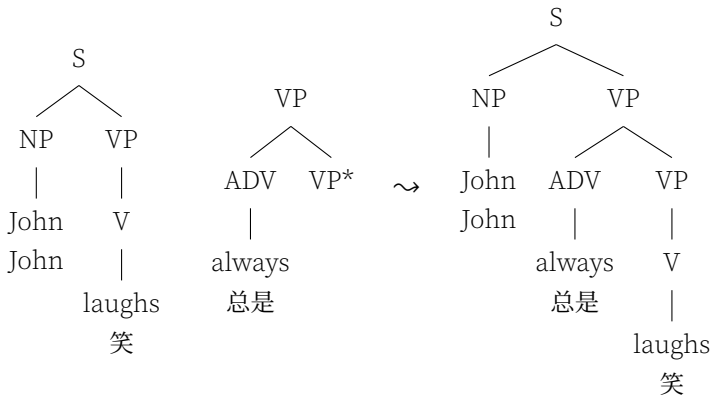 S
NP VP
John V
John
laughs
笑
VP
ADV VP*
always
总是
⤳
S
NP VP
John ADV VP
John
always V
总是
laughs
笑